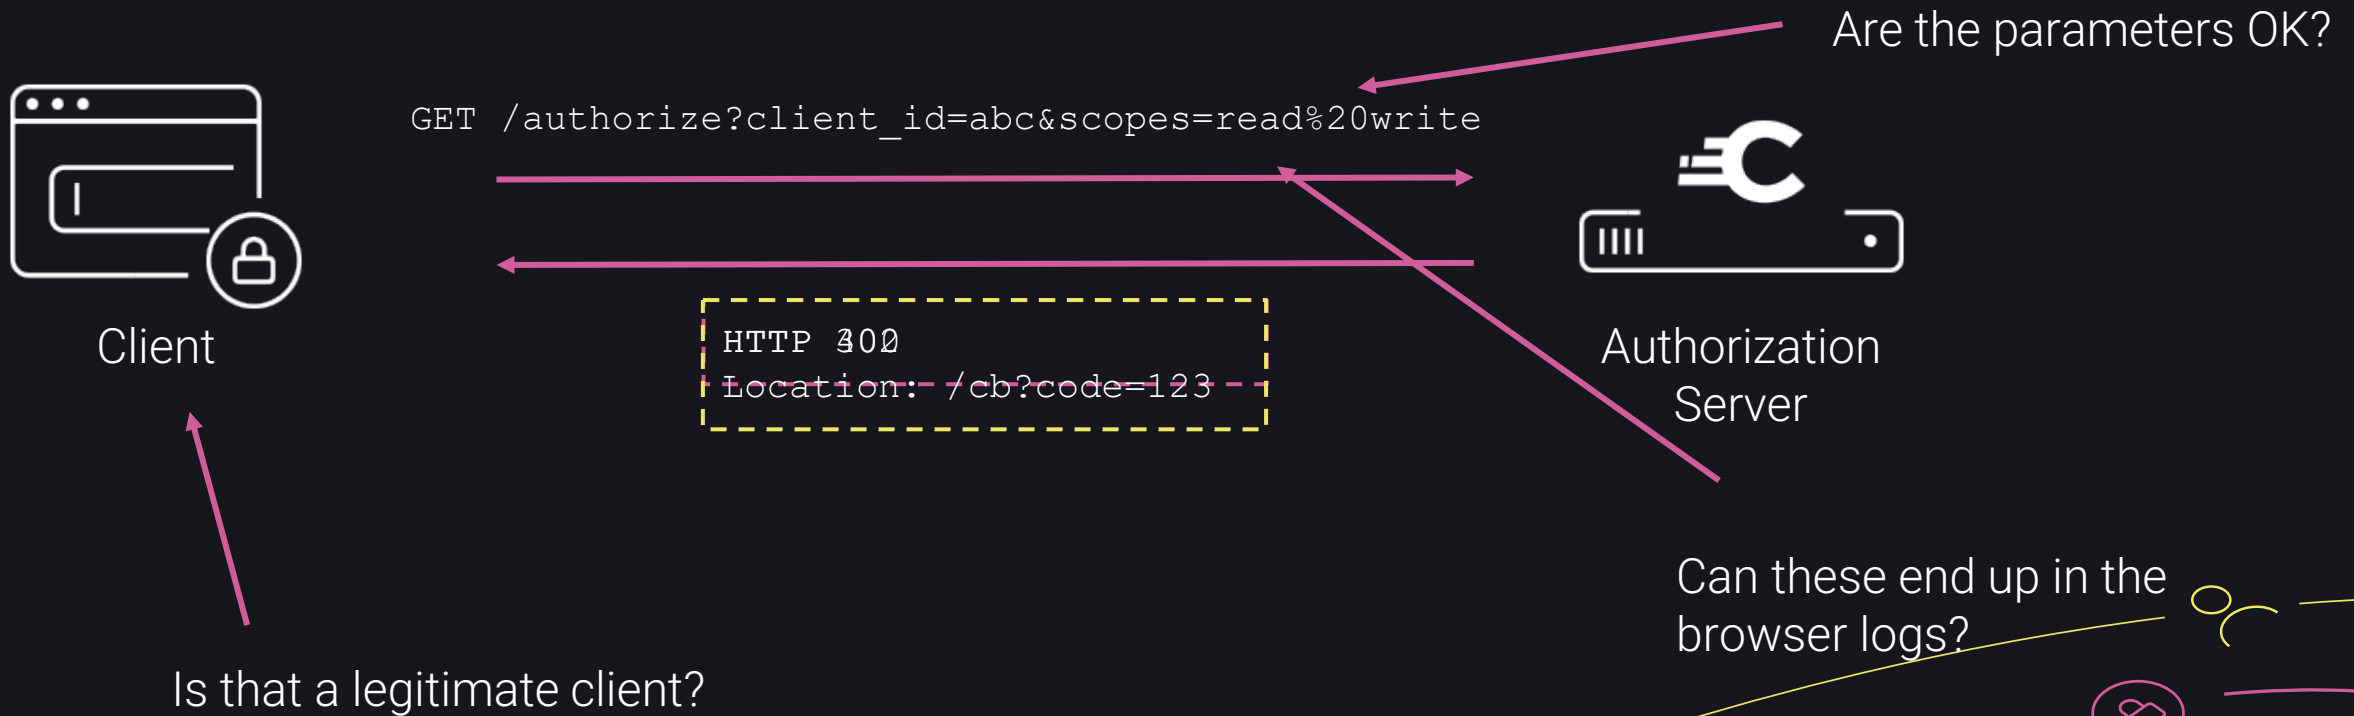 Are the parameters OK?
GET /authorize?client_id=abc&scopes=read%20write
HTTP
Location: /cb?code=123
Client
Authorization
Server
Can these end up in the
browser logs?
Is that a legitimate client?